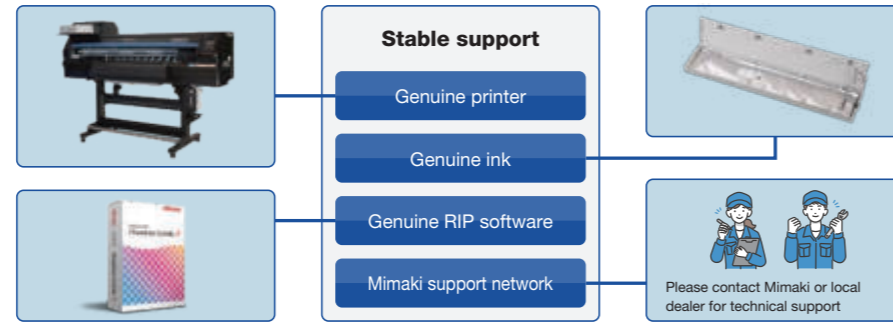 Stable support
Genuine printer
Genuine ink
Genuine RIP software
Mimaki support network
Please contact Mimaki or local
dealer for technical support